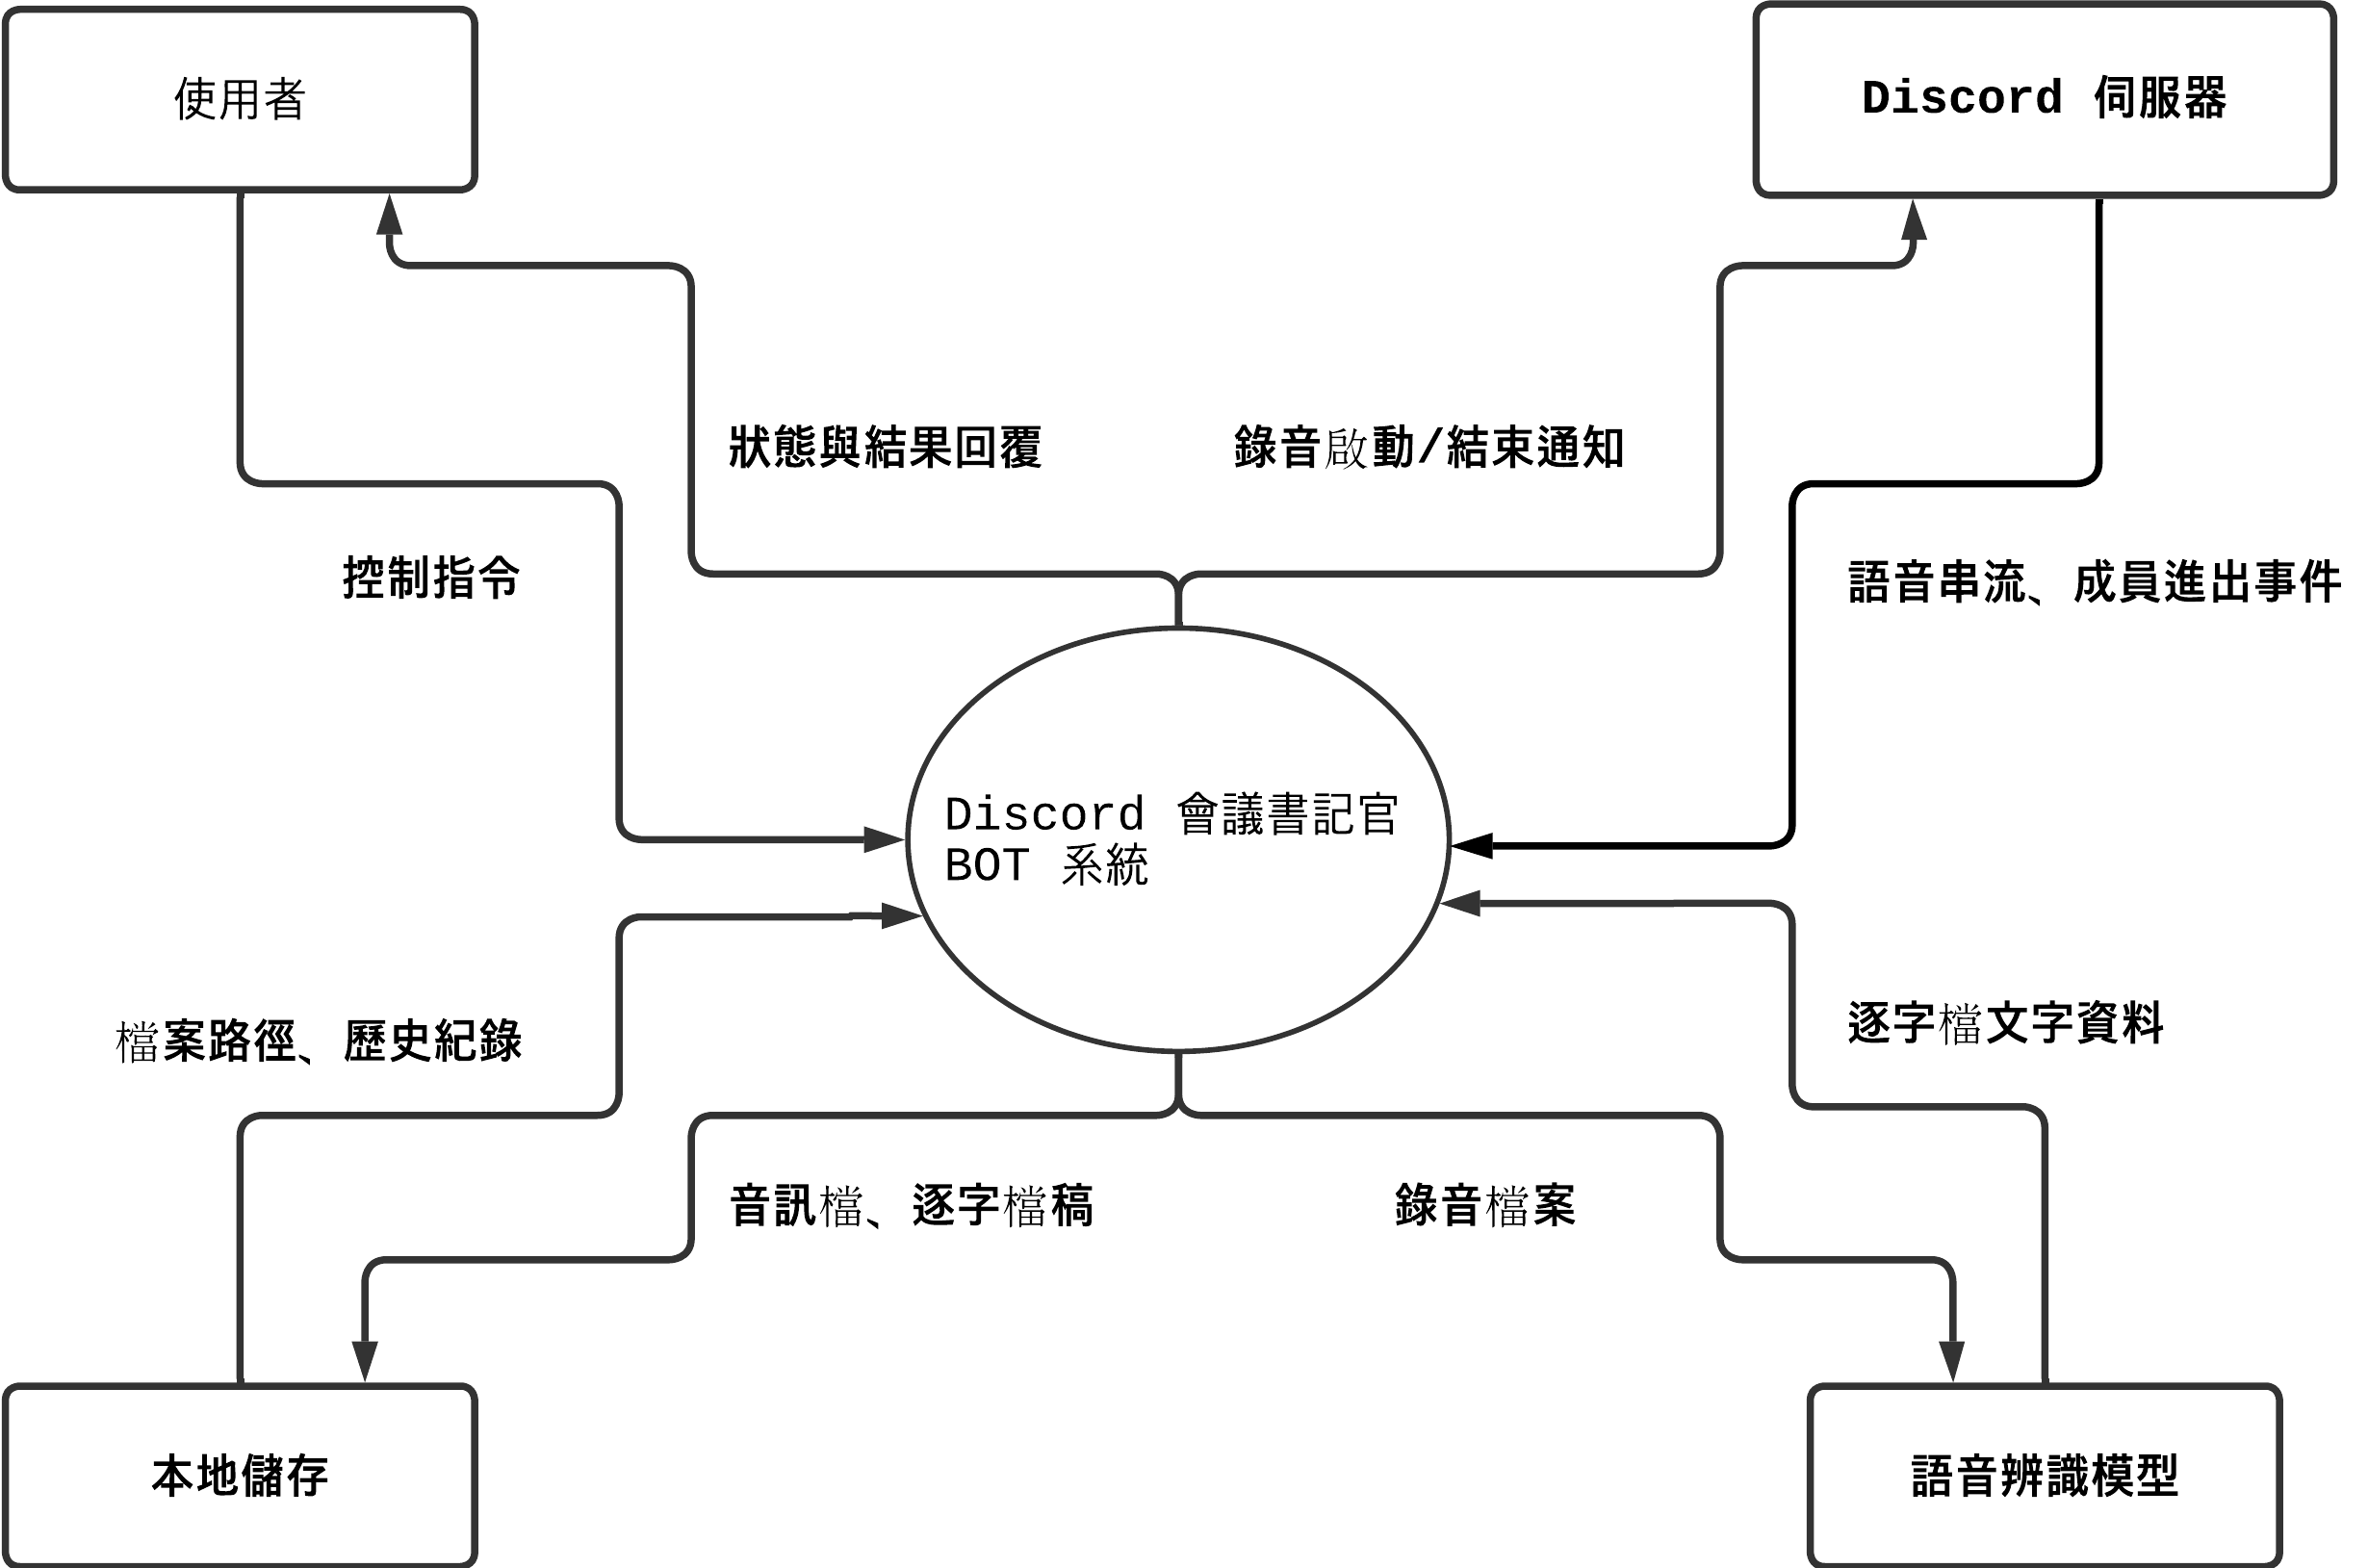 使用者
Discord 伺服器
狀態與結果回覆
錄音啟動/結束通知
控制指令
語音串流、成員進出事件
Discord 會議書記官
BOT 系統
檔案路徑、歷史紀錄
逐字檔文字資料
音訊檔、逐字檔稿
錄音檔案
本地儲存
語音辨識模型